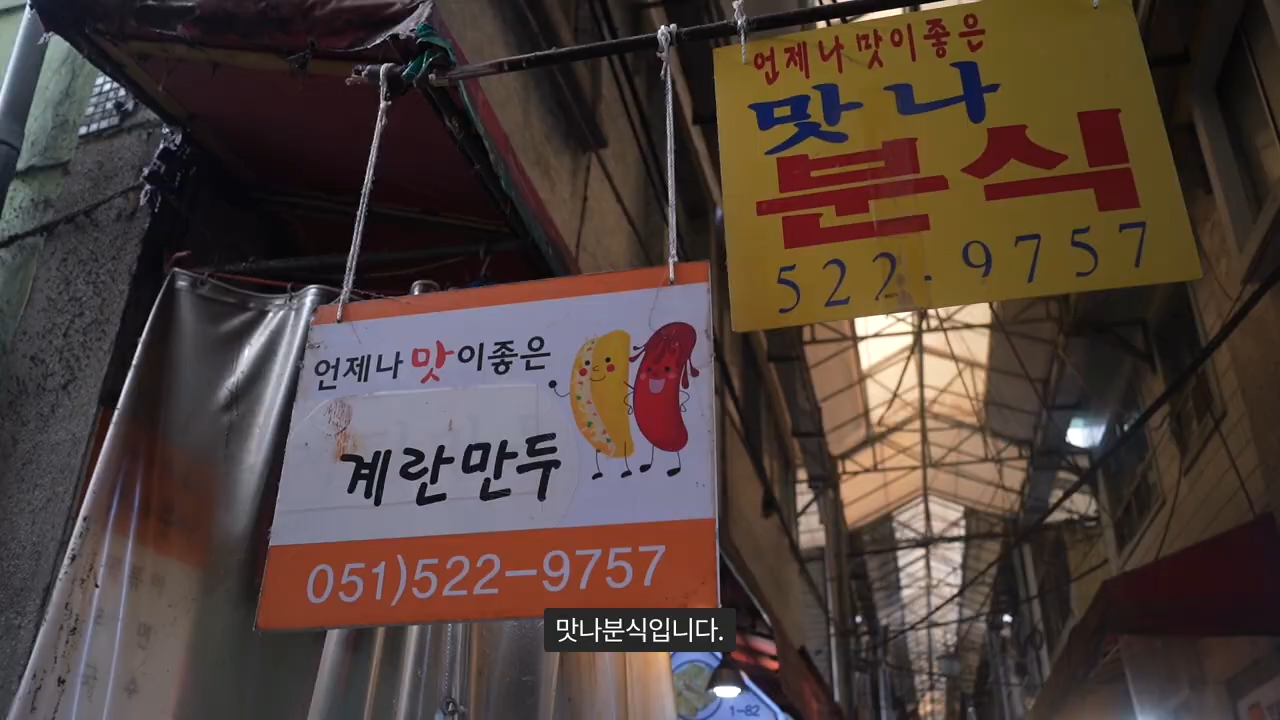 언제나맛이좋은
맛나
분식
522-9757
언제나맛이좋은
계란만두
051)522-9757
맛나분식입니다.
1-82